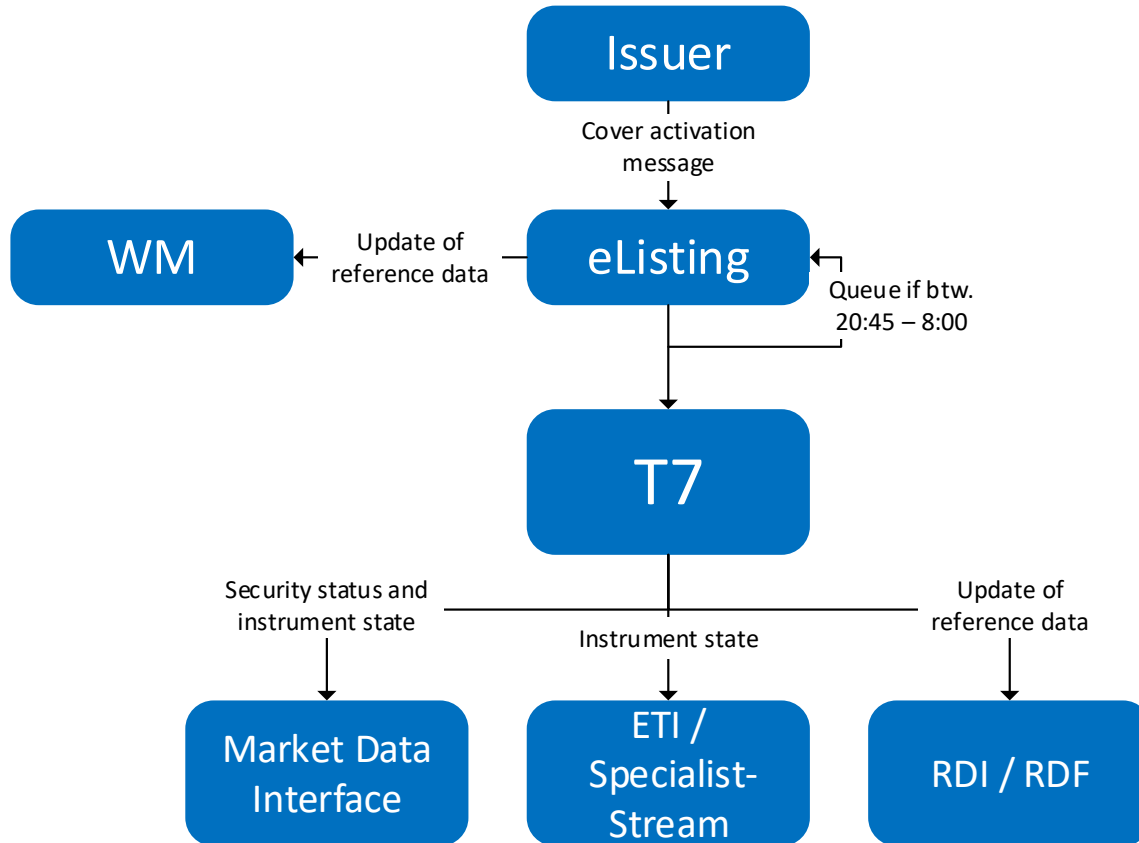 Issuer
Cover activation
message
WM
Update of
reference data
eListing
Queue if btw.
20:45 – 8:00
T7
Security status and
instrument state
Instrument state
Update of
reference data
Market Data
Interface
ETI /
Specialist-
Stream
RDI / RDF